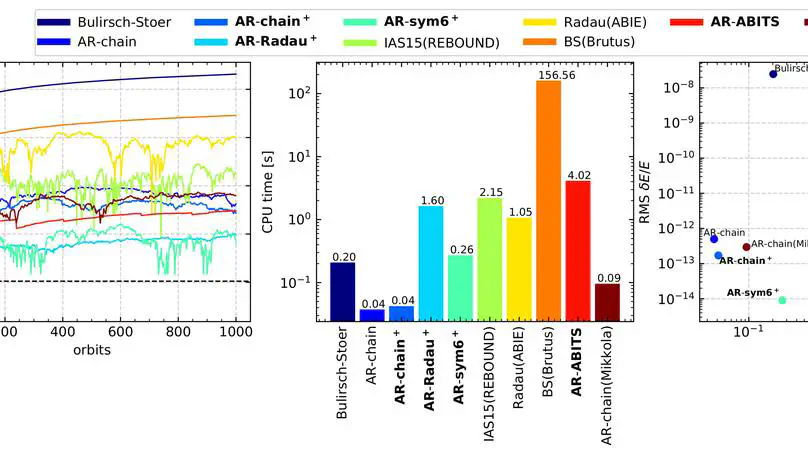 Bulirsch-Stoer
AR-chain⁺
AR-sym6⁺
Radau(ABIE)
AR-ABITS
AR-chain
AR-Radau⁺
IAS15(REBOUND)
BS(Brutus)
00
400
600
800
1000
orbits
CPU time [s]
10²
10¹
10⁰
10⁻¹
0.20
0.04
0.04
1.60
0.26
2.15
1.05
156.56
4.02
0.09
Bulirsch-Stoer
AR-chain
AR-chain⁺
AR-Radau⁺
AR-sym6⁺
IAS15(REBOUND)
Radau(ABIE)
BS(Brutus)
AR-ABITS
AR-chain(Mikkola)
RMS δE/E
10⁻⁸
10⁻⁹
10⁻¹⁰
10⁻¹¹
10⁻¹²
10⁻¹³
10⁻¹⁴
10⁻¹
Bulirsch
AR-chain
AR-chain(Mik
AR-chain⁺
AR-sym6⁺